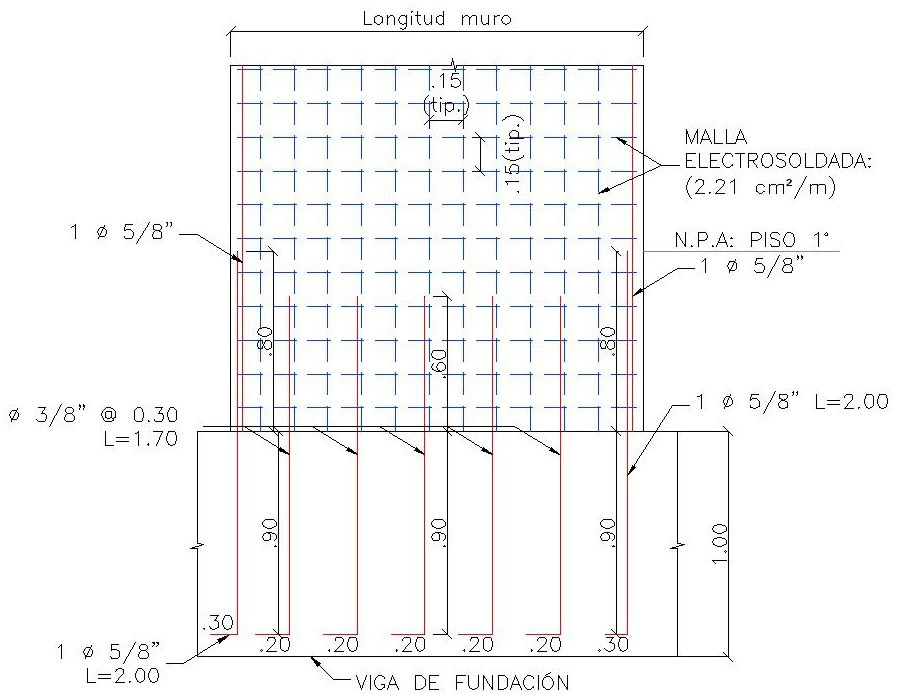 Longitud muro
.15
(tip.)
.15(tip.)
MALLA
ELECTROSOLDADA:
(2.21 cm²/m)
1 ø 5/8"
N.P.A: PISO 1°
1 ø 5/8"
.80
.60
.80
ø 3/8" @ 0.30
L=1.70
1 ø 5/8" L=2.00
.90
.90
.90
1.00
.30
.20
.20
.20
.20
.20
.30
1 ø 5/8"
L=2.00
VIGA DE FUNDACIÓN